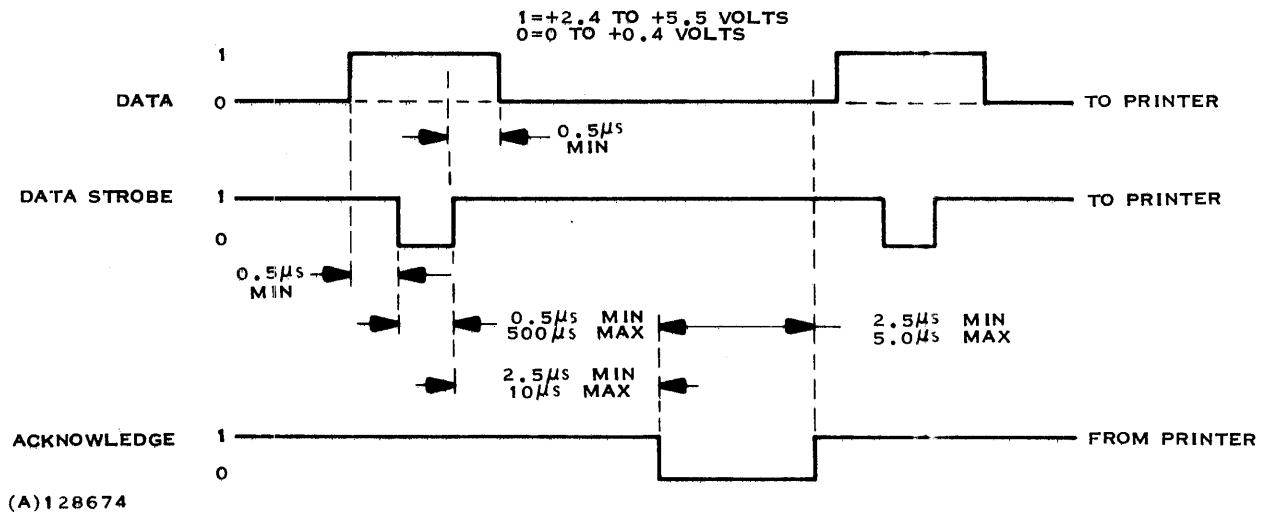 1=+2.4 TO +5.5 VOLTS
0=0 TO +0.4 VOLTS
1
DATA 0 TO PRINTER
0.5μs
MIN
DATA STROBE 1 TO PRINTER
0
0.5μs
MIN
0.5μs MIN
500μs MAX
2.5μs MIN
5.0μs MAX
2.5μs MIN
10μs MAX
ACKNOWLEDGE 1 FROM PRINTER
0
(A)128674